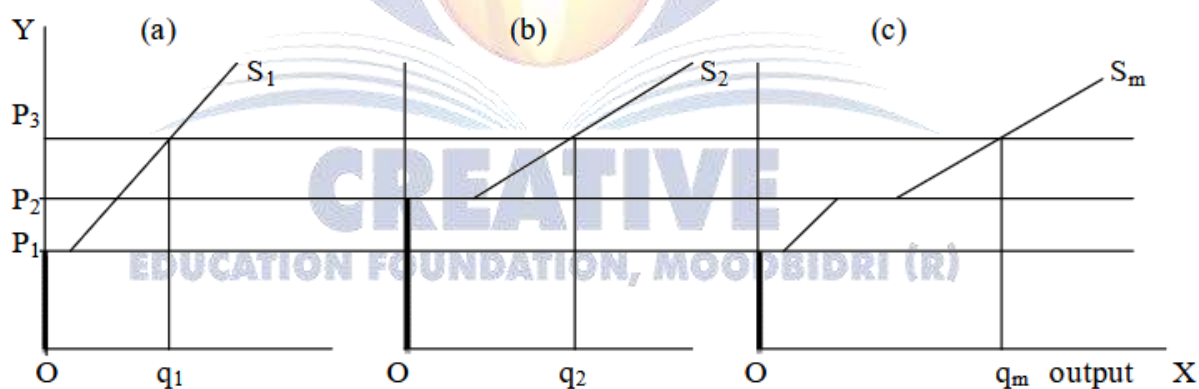 Y (a) (b) (c)
S₁ S₂ Sₘ
P₃
CREATIVE
P₂
P₁
EDUCATION FOUNDATION, MOODBIDRI (R)
O q₁ O q₂ O qₘ output X